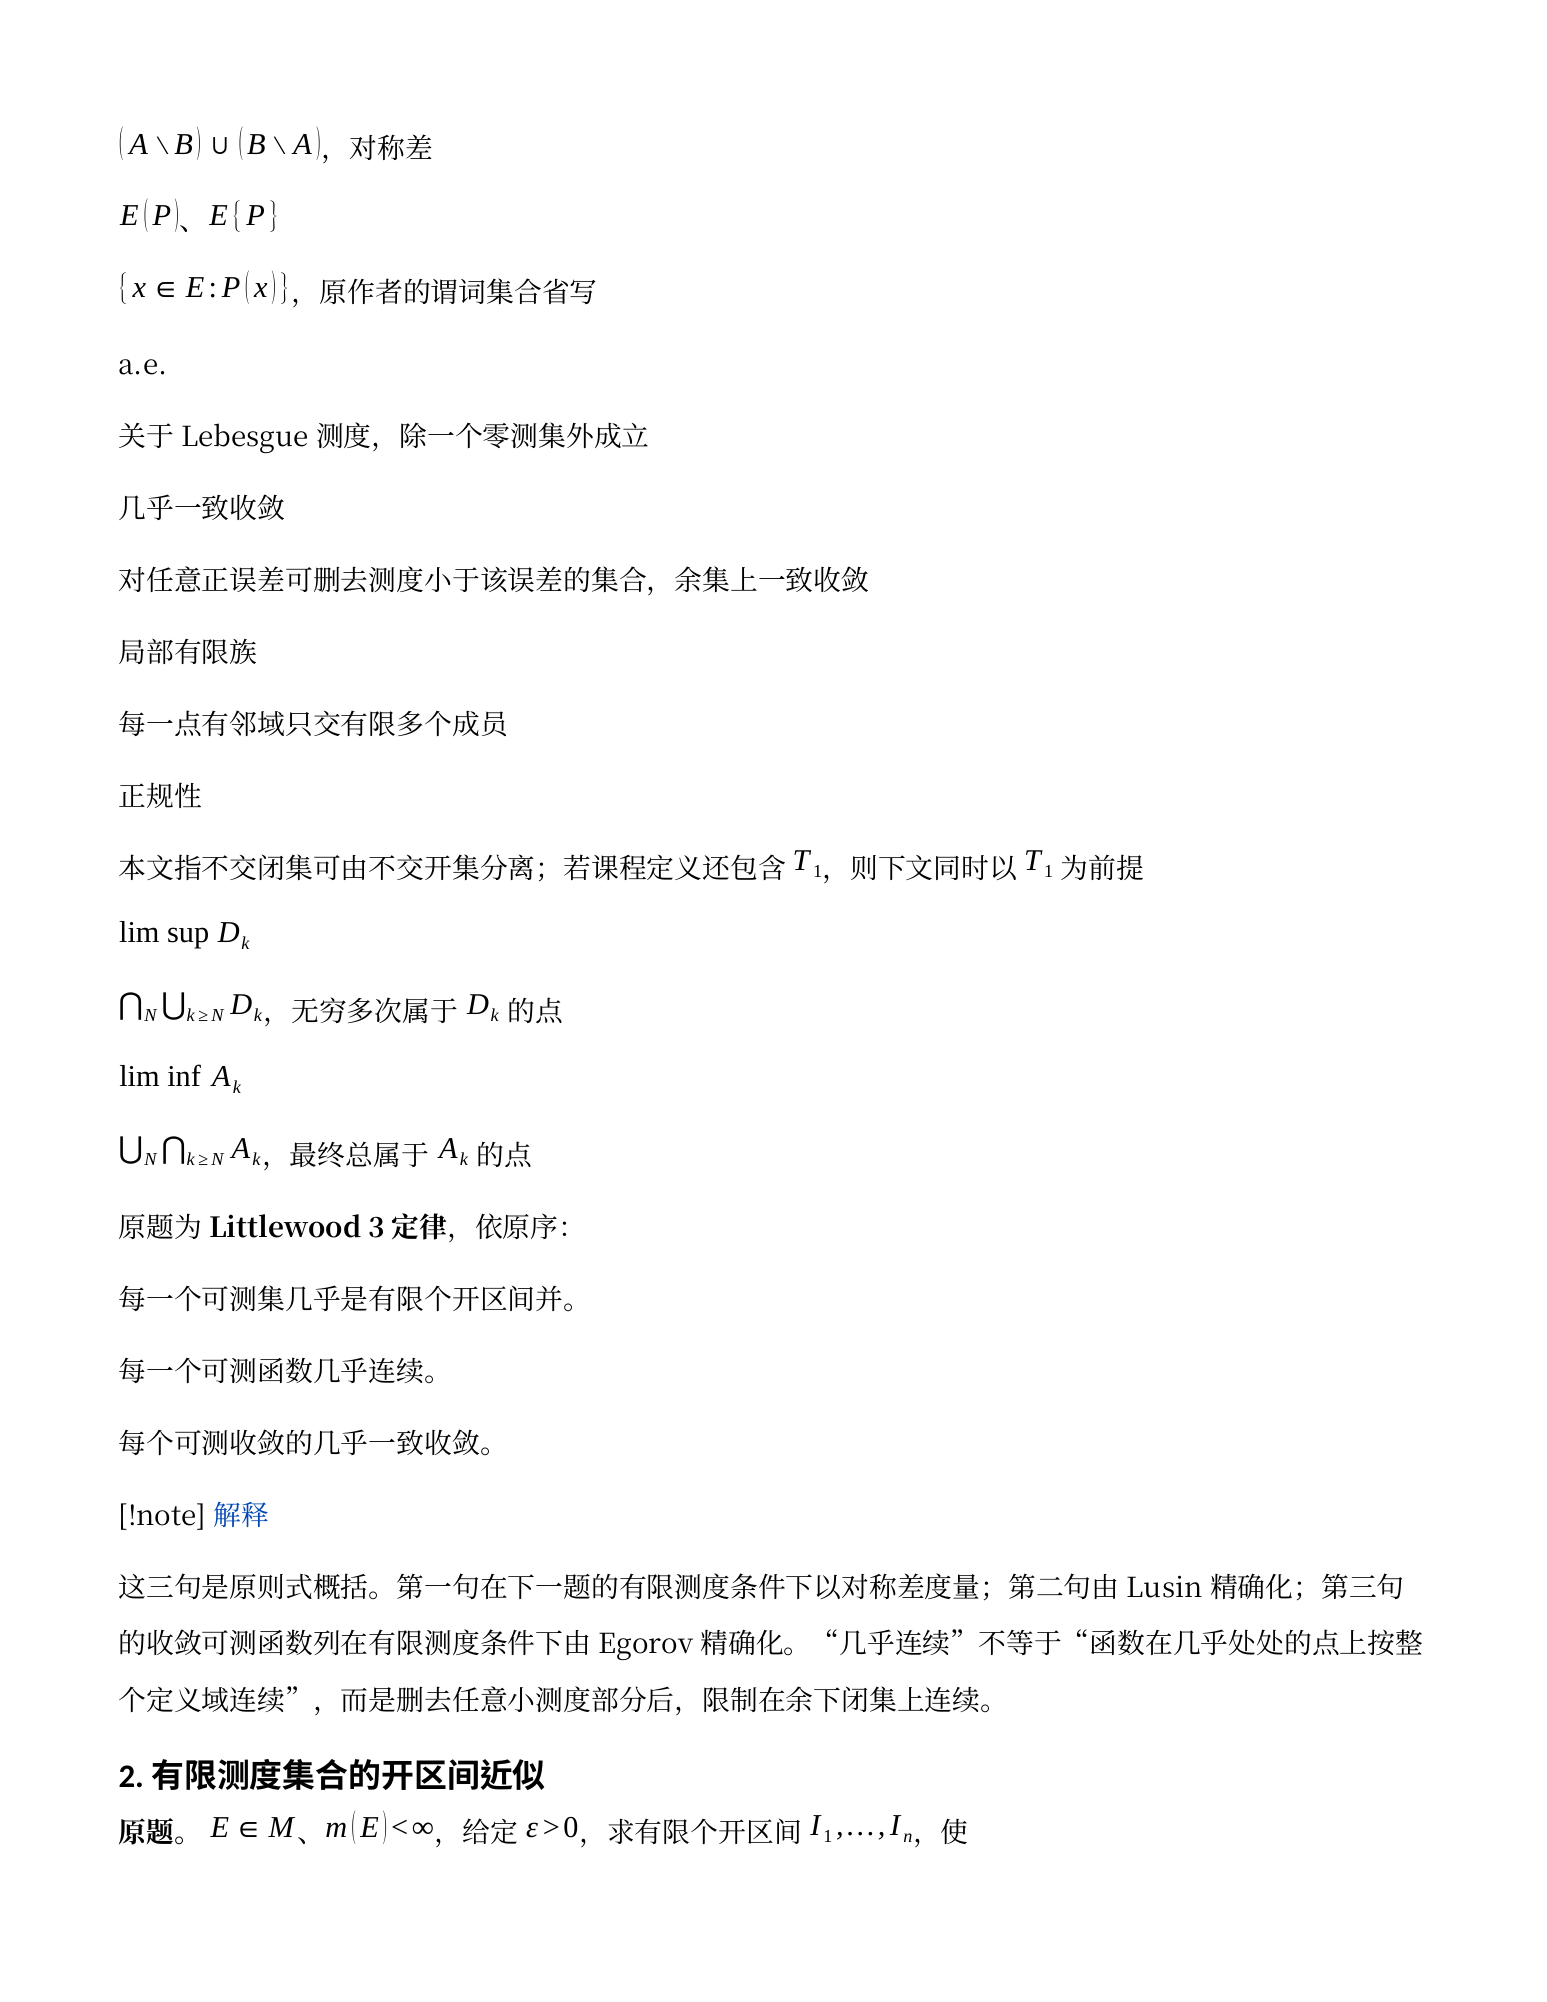 (A∖B)∪(B∖A)，对称差
E(P)、E{P}
{x∈E:P(x)}，原作者的谓词集合省写
a.e.
关于 Lebesgue 测度，除一个零测集外成立
几乎一致收敛
对任意正误差可删去测度小于该误差的集合，余集上一致收敛
局部有限族
每一点有邻域只交有限多个成员
正规性
本文指不交闭集可由不交开集分离；若课程定义还包含 T₁，则下文同时以 T₁ 为前提
lim sup D_k
⋂_N⋃_{k≥N} D_k，无穷多次属于 D_k 的点
lim inf A_k
⋃_N⋂_{k≥N} A_k，最终总属于 A_k 的点
原题为 Littlewood 3 定律，依原序：
每一个可测集几乎是有限个开区间并。
每一个可测函数几乎连续。
每个可测收敛的几乎一致收敛。
[!note] 解释
这三句是原则式概括。第一句在下一题的有限测度条件下以对称差度量；第二句由 Lusin 精确化；第三句
的收敛可测函数列在有限测度条件下由 Egorov 精确化。“几乎连续”不等于“函数在几乎处处的点上按整
个定义域连续”，而是删去任意小测度部分后，限制在余下闭集上连续。
2. 有限测度集合的开区间近似
原题。 E∈M、m(E)<∞，给定 ε>0，求有限个开区间 I₁,…,I_n，使